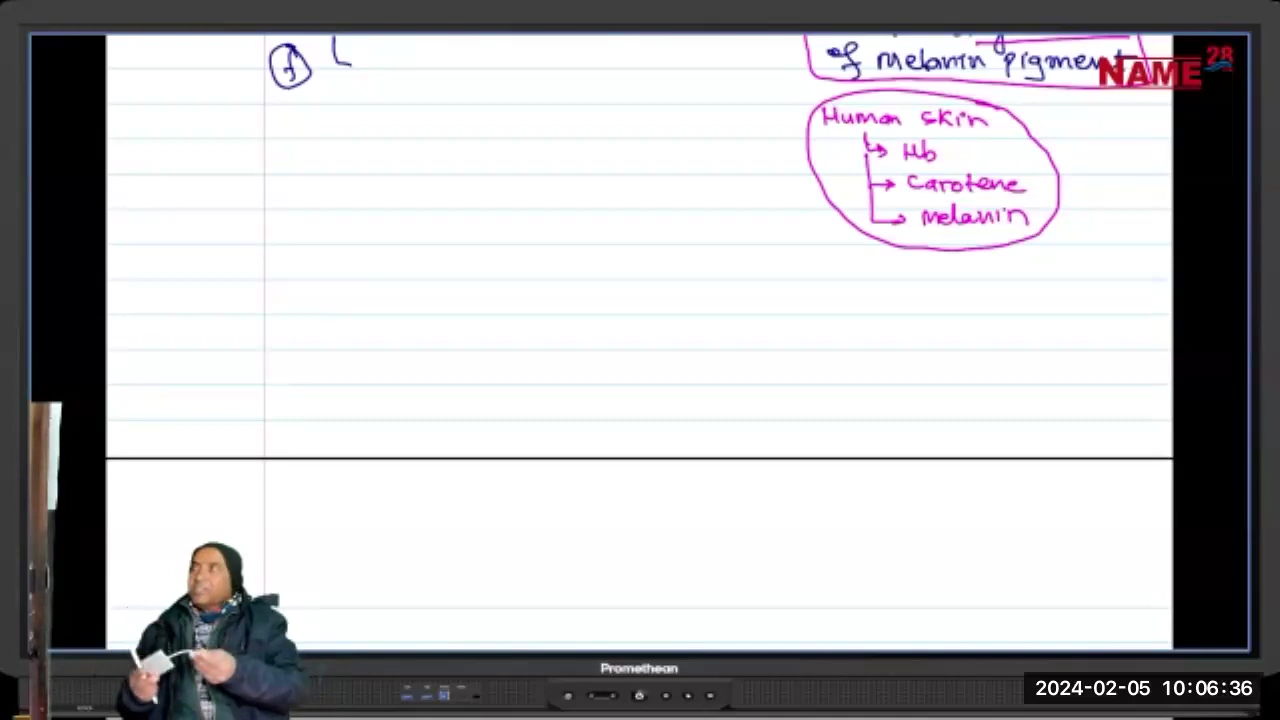 of Melanin pigment
NAME 28
Human skin
Hb
Carotene
Melanin
Promethean
2024-02-05 10:06:36